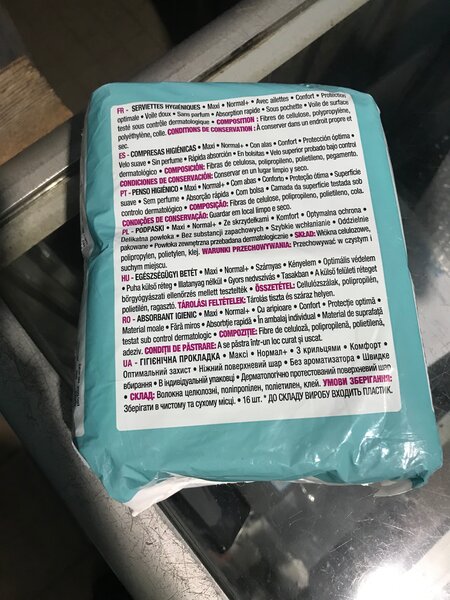 FR - SERVIETTES HYGIÉNIQUES • Maxi • Normal+ • Avec ailettes • Confort • Protection
optimale • Voile doux • Sans parfum • Absorption rapide • Sous pochette • Voile de surface
testé sous contrôle dermatologique • COMPOSITION : Fibres de cellulose, polypropylène,
polyéthylène, colle. CONDITIONS DE CONSERVATION : À conserver dans un endroit propre et
sec.
ES - COMPRESAS HIGIÉNICAS • Maxi • Normal+ • Con alas • Confort • Protección óptima •
Velo suave • Sin perfume • Rápida absorción • En bolsitas • Velo superior probado bajo control
dermatológico • COMPOSICIÓN: Fibras de celulosa, polipropileno, polietileno, pegamento.
CONDICIONES DE CONSERVACIÓN: Conservar en un lugar limpio y seco.
PT - PENSO HIGIÉNICO • Maxi • Normal+ • Com abas • Conforto • Proteção ótima • Superfície
suave • Sem perfume • Absorção rápida • Com bolsa • Camada da superfície testada sob
controlo dermatológico • COMPOSIÇÃO: Fibras de celulose, polipropileno, polietileno, cola.
CONDIÇÕES DE CONSERVAÇÃO: Guardar em local limpo e seco.
PL - PODPASKI • Maxi • Normal+ • Ze skrzydełkami • Komfort • Optymalna ochrona •
Delikatna powłoka • Bez substancji zapachowych • Szybkie wchłanianie • Oddzielnie
pakowane • Powłoka zewnętrzna przebadana dermatologicznie • SKŁAD: Włókna celulozowe,
polipropylen, polietylen, klej. WARUNKI PRZECHOWYWANIA: Przechowywać w czystym i
suchym miejscu.
HU - EGÉSZSÉGÜGYI BETÉT • Maxi • Normal+ • Szárnyas • Kényelem • Optimális védelem
• Puha külső réteg • Illatanyag nélkül • Gyors nedvszívás • Tasakban • A külső felületi réteget
bőrgyógyászati ellenőrzés mellett tesztelték • ÖSSZETÉTEL: Cellulózszálak, polipropilén,
polietilén, ragasztó. TÁROLÁSI FELTÉTELEK: Tárolás tiszta és száraz helyen.
RO - ABSORBANT IGIENIC • Maxi • Normal+ • Cu aripioare • Confort • Protecție optimă •
Material moale • Fără miros • Absorbție rapidă • În ambalaj individual • Material de suprafață
testat sub control dermatologic • COMPOZIȚIE: Fibre de celuloză, polipropilenă, polietilenă,
adeziv. CONDIȚII DE PĂSTRARE: A se păstra într-un loc curat și uscat.
UA - ГІГІЄНІЧНА ПРОКЛАДКА • Максі • Нормал+ • З крильцями • Комфорт •
Оптимальний захист • Ніжний поверхневий шар • Без ароматизатора • Швидке
вбирання • В індивідуальній упаковці • Дерматологічно протестований поверхневий шар
• СКЛАД: Волокна целюлозні, поліпропілен, поліетилен, клей. УМОВИ ЗБЕРІГАННЯ:
Зберігати в чистому та сухому місці. • 16 шт. * ДО СКЛАДУ ВИРОБУ ВХОДИТЬ ПЛАСТИК.